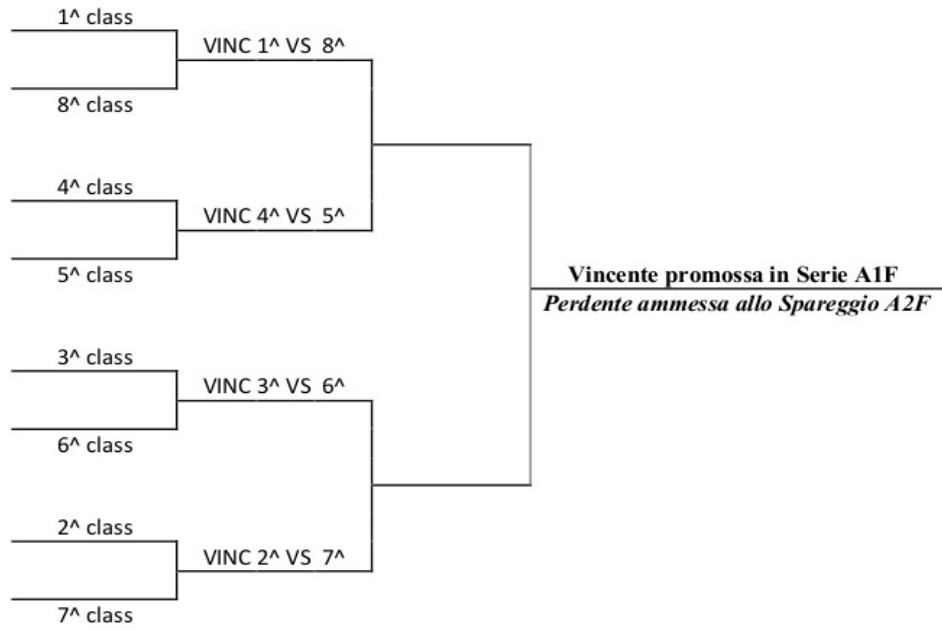 1^ class
VINC 1^ VS 8^
8^ class
4^ class
VINC 4^ VS 5^
5^ class
Vincente promossa in Serie A1F
Perdente ammessa allo Spareggio A2F
3^ class
VINC 3^ VS 6^
6^ class
2^ class
VINC 2^ VS 7^
7^ class